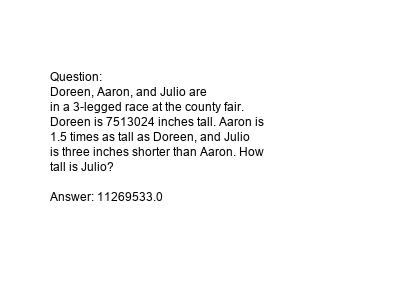 Question:
Doreen, Aaron, and Julio are
in a 3-legged race at the county fair.
Doreen is 7513024 inches tall. Aaron is
1.5 times as tall as Doreen, and Julio
is three inches shorter than Aaron. How
tall is Julio?
Answer: 11269533.0